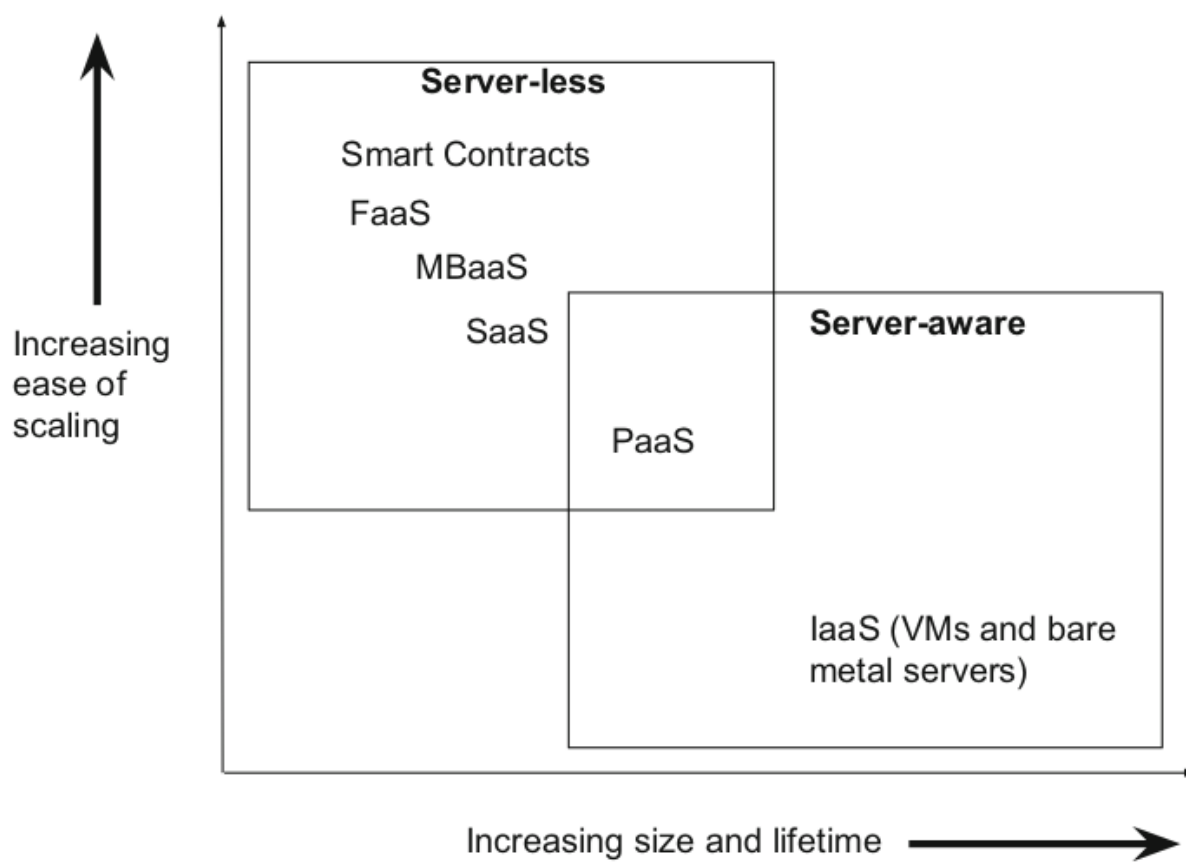 Server-less
Smart Contracts
FaaS
MBaaS
SaaS
Server-aware
Increasing
ease of
scaling
PaaS
IaaS (VMs and bare
metal servers)
Increasing size and lifetime